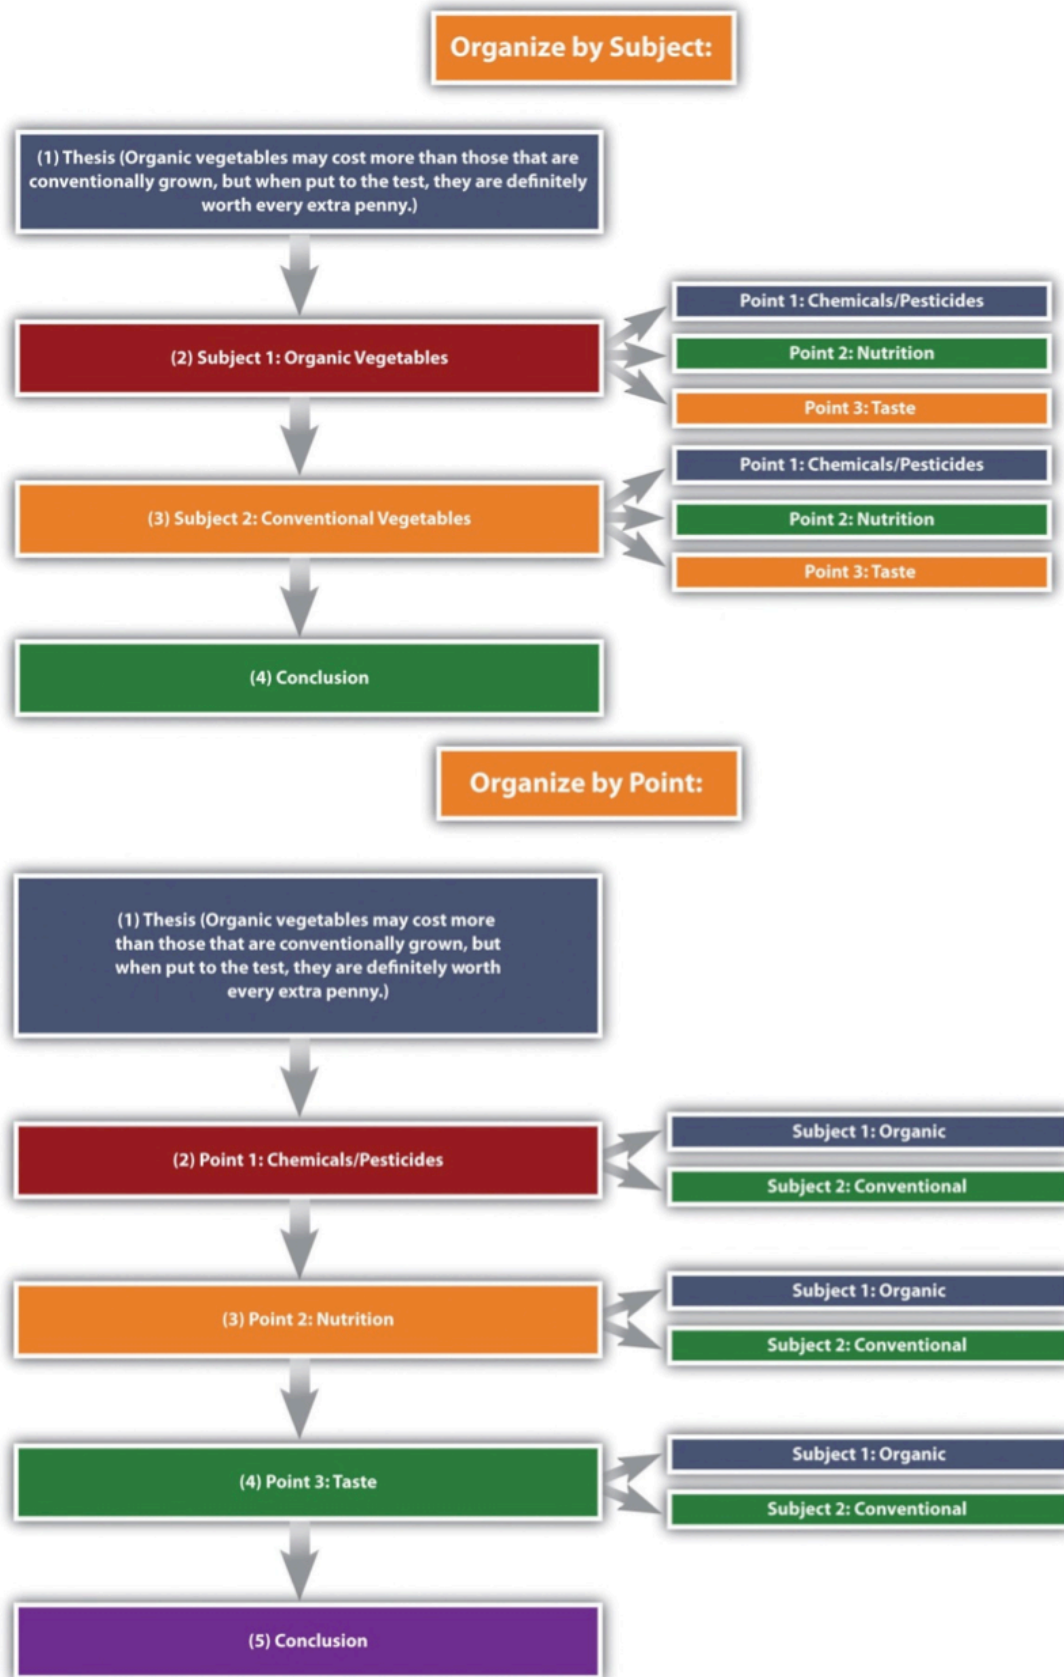 Organize by Subject:
(1) Thesis (Organic vegetables may cost more than those that are
conventionally grown, but when put to the test, they are definitely
worth every extra penny.)
(2) Subject 1: Organic Vegetables
Point 1: Chemicals/Pesticides
Point 2: Nutrition
Point 3: Taste
(3) Subject 2: Conventional Vegetables
Point 1: Chemicals/Pesticides
Point 2: Nutrition
Point 3: Taste
(4) Conclusion
Organize by Point:
(1) Thesis (Organic vegetables may cost more
than those that are conventionally grown, but
when put to the test, they are definitely worth
every extra penny.)
(2) Point 1: Chemicals/Pesticides
Subject 1: Organic
Subject 2: Conventional
(3) Point 2: Nutrition
Subject 1: Organic
Subject 2: Conventional
(4) Point 3: Taste
Subject 1: Organic
Subject 2: Conventional
(5) Conclusion